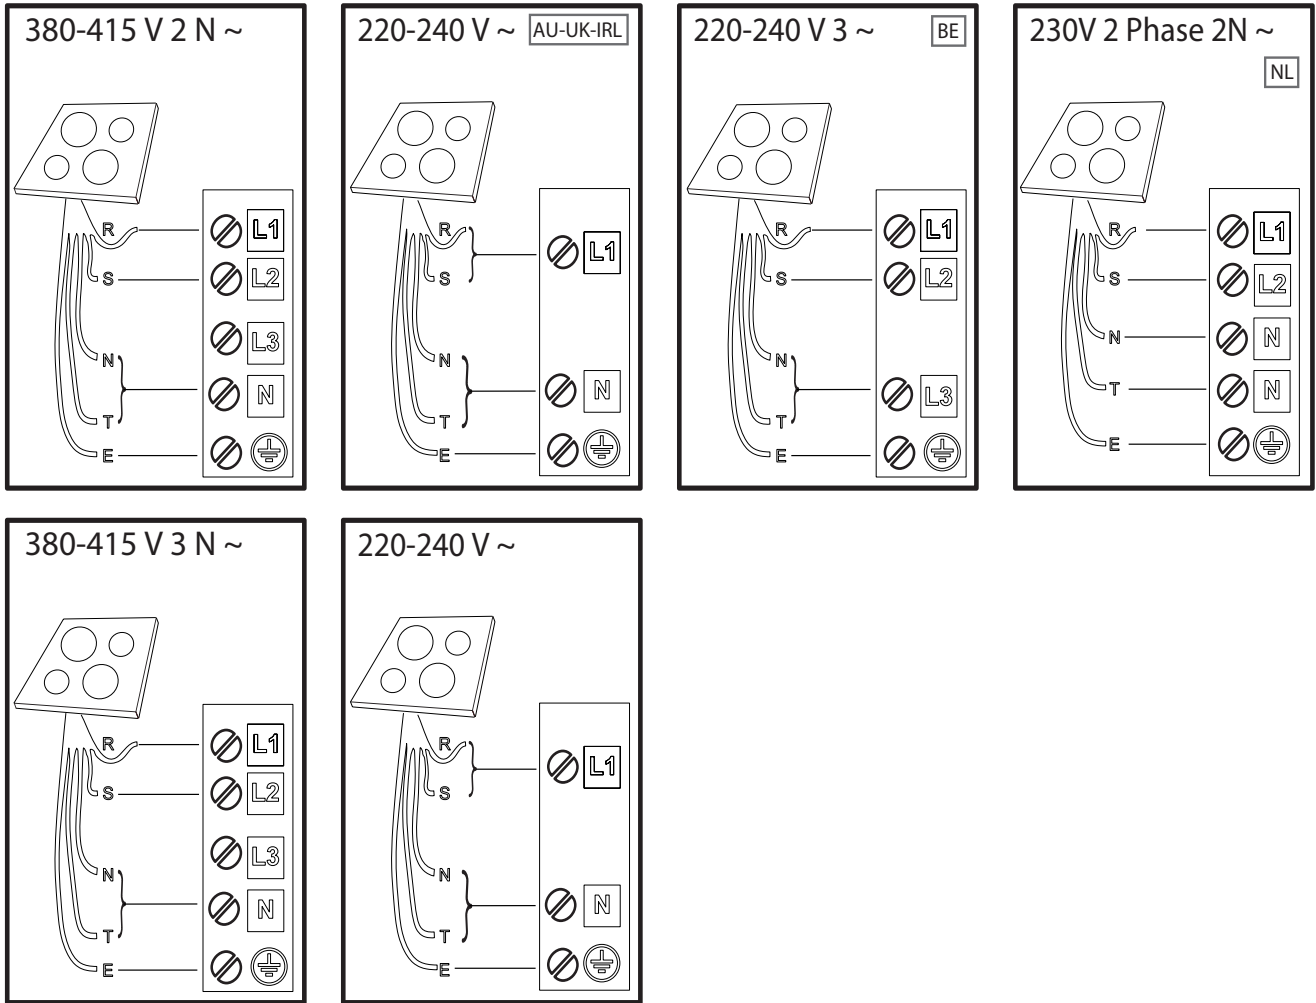 380-415 V 2 N ~
R L1
S L2
L3
N
N
T
E
220-240 V ~ AU-UK-IRL
R
L1
S
N
N
T
E
220-240 V 3 ~ BE
R L1
S L2
N
L3
T
E
230V 2 Phase 2N ~
NL
R L1
S L2
N N
T N
E
380-415 V 3 N ~
R L1
S L2
L3
N
N
T
E
220-240 V ~
R
L1
S
N
N
T
E